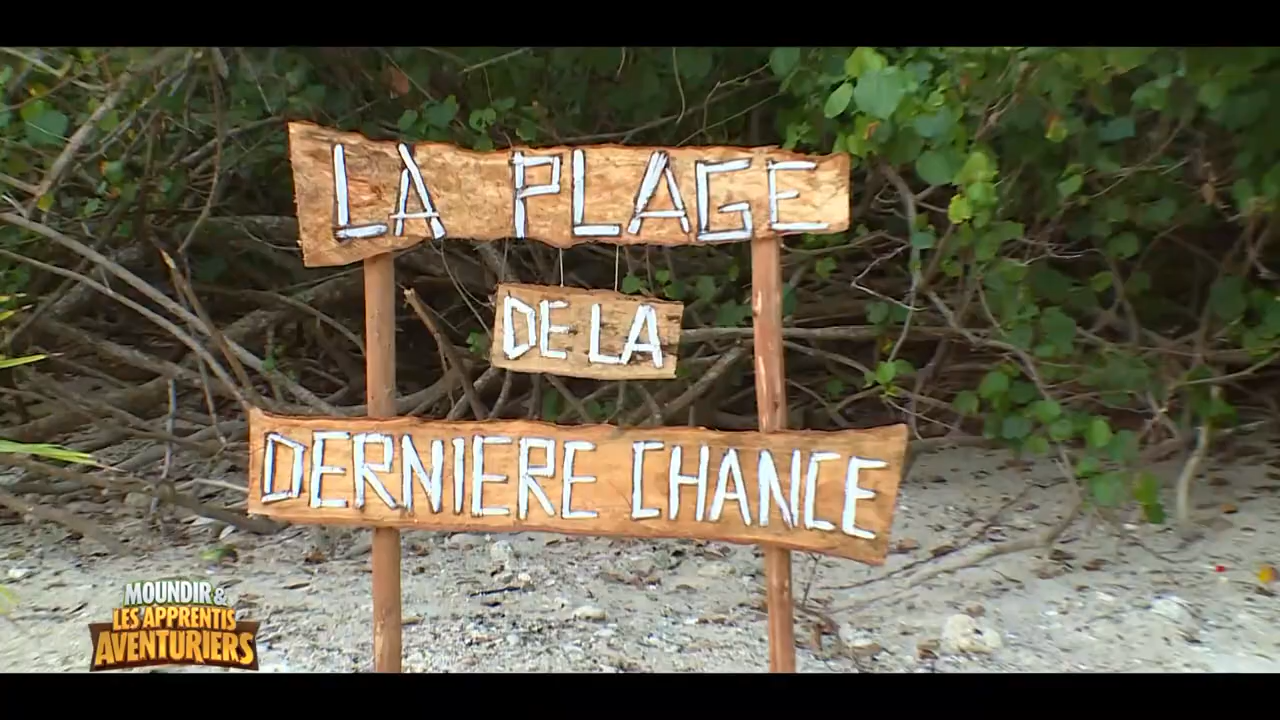 LA PLAGE
DE LA
DERNIERE CHANCE
MOUNDIR &
LES APPRENTIS
AVENTURIERS